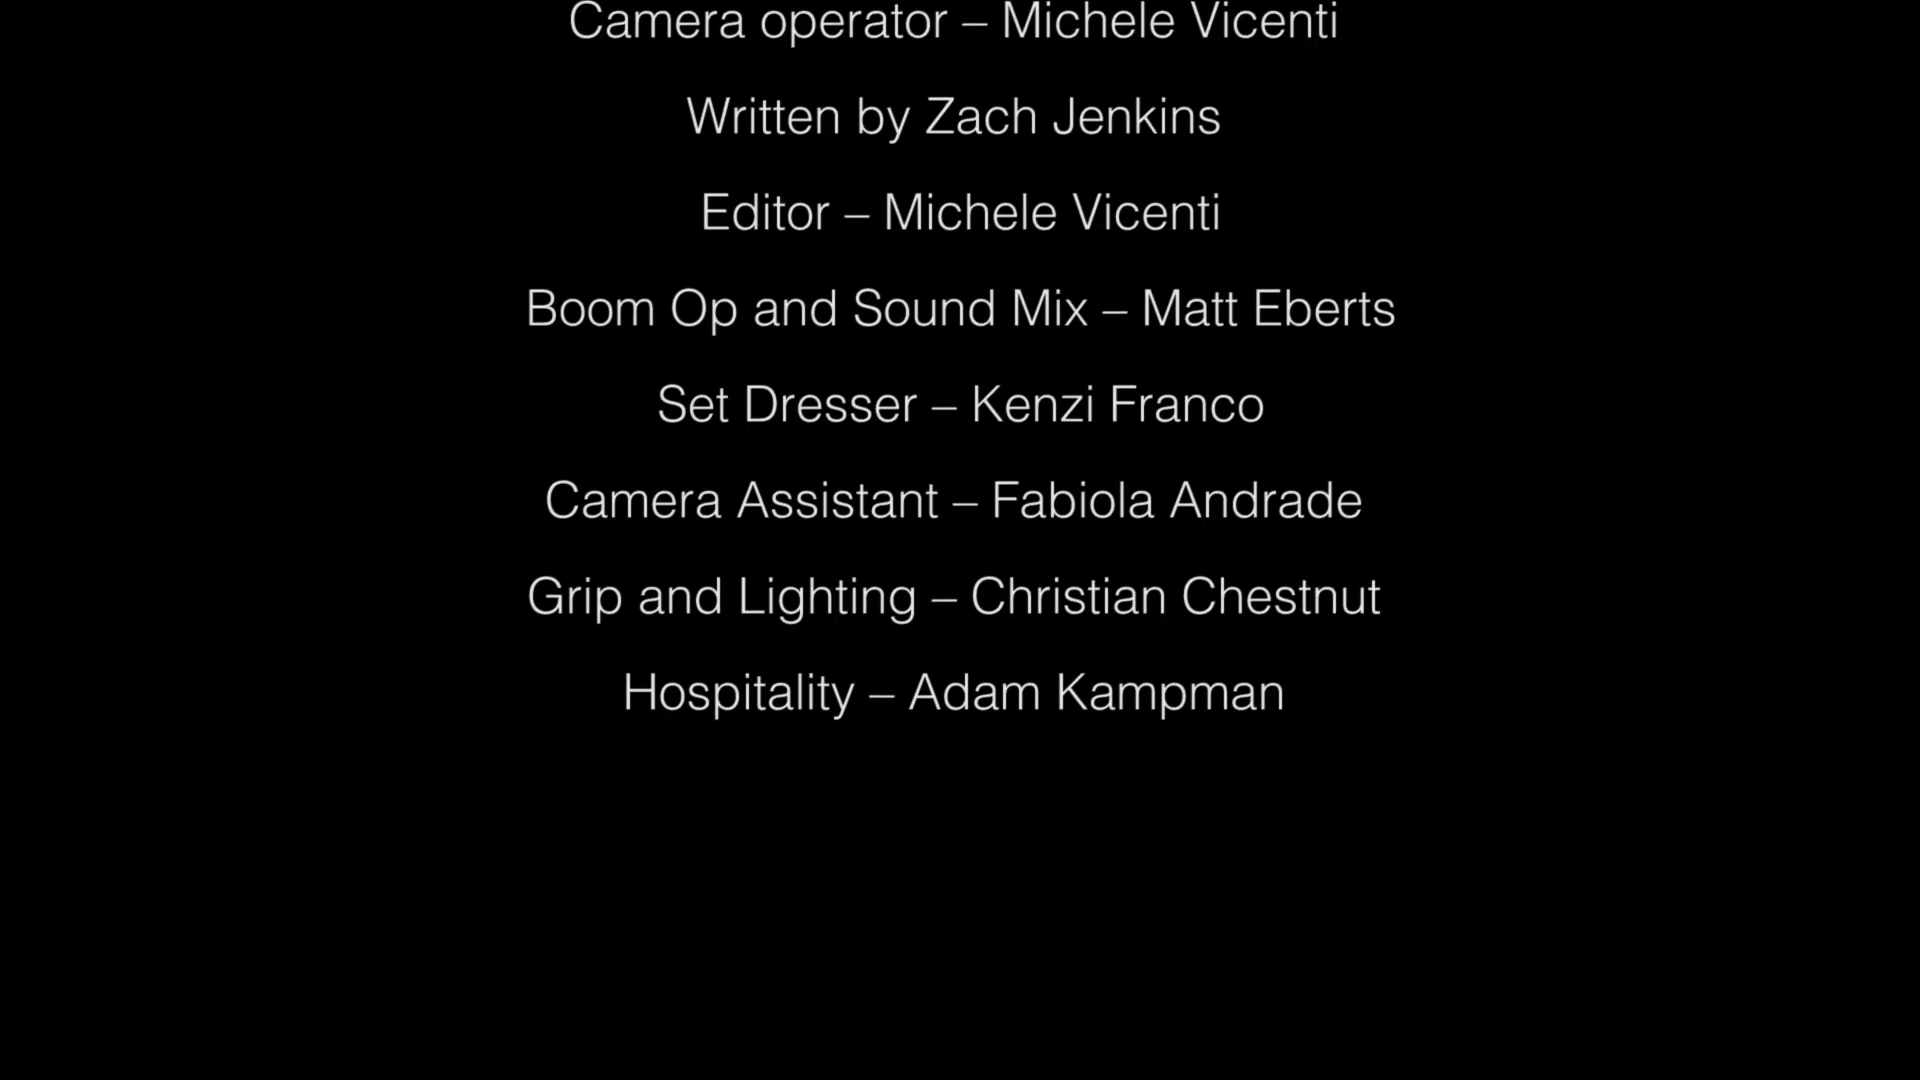 Camera operator – Michele Vicenti
Written by Zach Jenkins
Editor – Michele Vicenti
Boom Op and Sound Mix – Matt Eberts
Set Dresser – Kenzi Franco
Camera Assistant – Fabiola Andrade
Grip and Lighting – Christian Chestnut
Hospitality – Adam Kampman